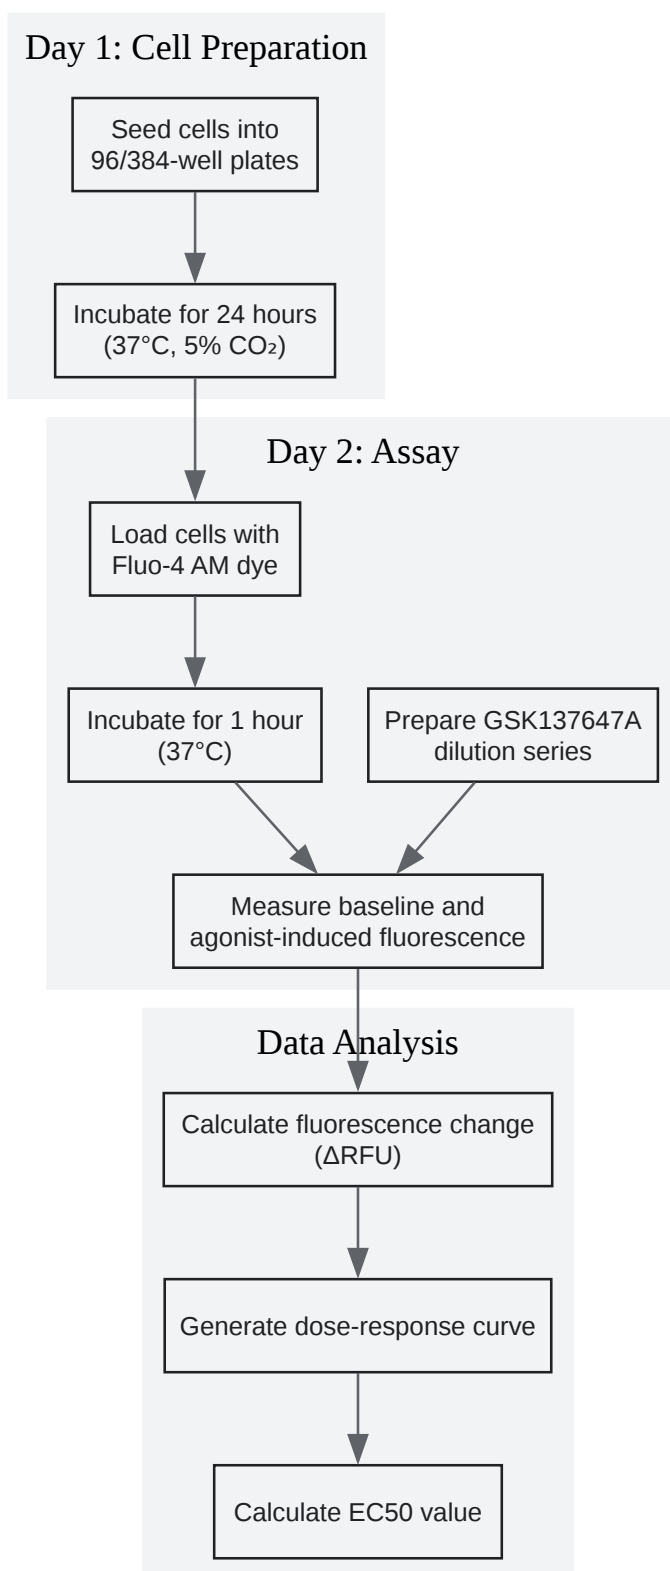 Day 1: Cell Preparation
Seed cells into
96/384-well plates
Incubate for 24 hours
(37°C, 5% CO₂)
Day 2: Assay
Load cells with
Fluo-4 AM dye
Incubate for 1 hour
(37°C)
Prepare GSK137647A
dilution series
Measure baseline and
agonist-induced fluorescence
Data Analysis
Calculate fluorescence change
(ΔRFU)
Generate dose-response curve
Calculate EC50 value